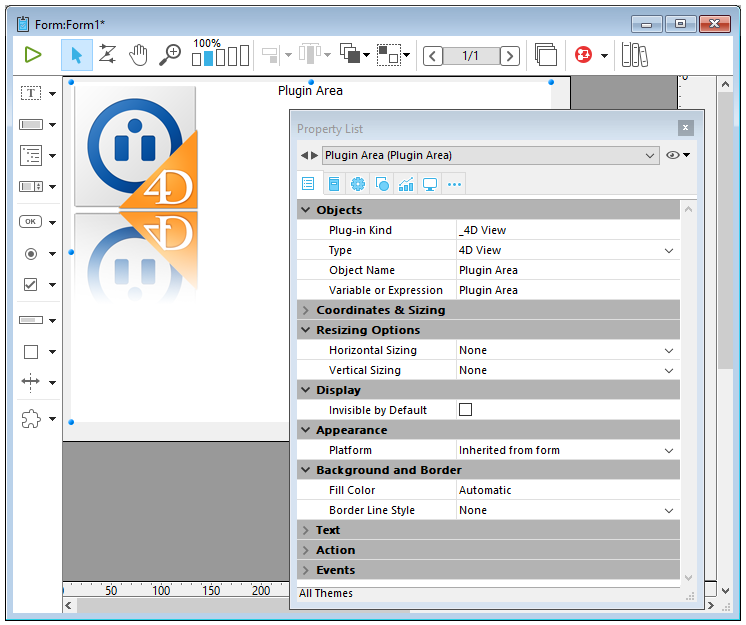 Form:Form1*
100%
1/1
T
OK
Plugin Area
4D
Property List
Plugin Area (Plugin Area)
Objects
Plug-in Kind _4D View
Type 4D View
Object Name Plugin Area
Variable or Expression Plugin Area
Coordinates & Sizing
Resizing Options
Horizontal Sizing None
Vertical Sizing None
Display
Invisible by Default
Appearance
Platform Inherited from form
Background and Border
Fill Color Automatic
Border Line Style None
Text
Action
Events
All Themes
0
50 100 150 200